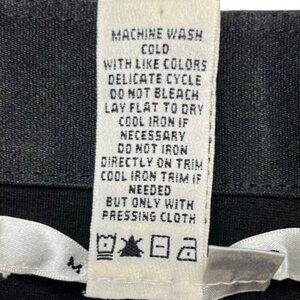 MACHINE WASH
COLD
WITH LIKE COLORS
DELICATE CYCLE
DO NOT BLEACH
LAY FLAT TO DRY
COOL IRON IF
NECESSARY
DO NOT IRON
DIRECTLY ON TRIM
COOL IRON TRIM IF
NEEDED
BUT ONLY WITH
PRESSING CLOTH
M